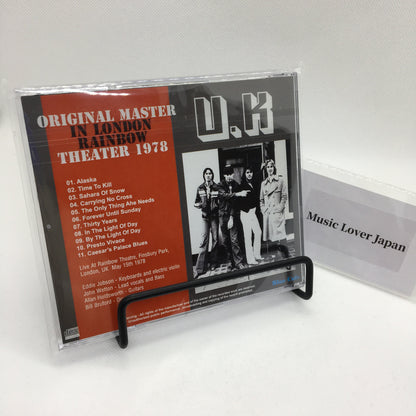 ORIGINAL MASTER
IN LONDON
RAINBOW
THEATER 1978
U.K
01. Alaska
02. Time To Kill
03. Sahara Of Snow
04. Carrying No Cross
05. The Only Thing Ahe Needs
06. Forever Until Sunday
07. Thirty Years
08. In The Light Of Day
09. By The Light Of Day
10. Presto Vivace
11. Caesar's Palace Blues
Live At Rainbow Theatre, Finsbury Park,
London, UK May 15th 1978
Eddie Jobson - Keyboards and electric violin
John Wetton - Lead vocals and Bass
Allan Holdsworth - Guitars
Bill Bruford -
Music Lover Japan